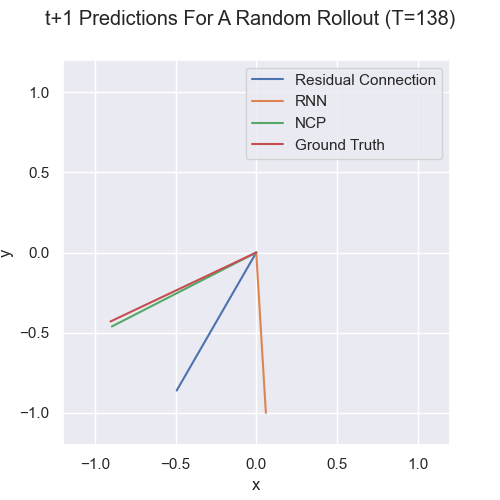 t+1 Predictions For A Random Rollout (T=138)
Residual Connection
RNN
NCP
Ground Truth
1.0
0.5
0.0
−0.5
−1.0
y
−1.0 −0.5 0.0 0.5 1.0
x